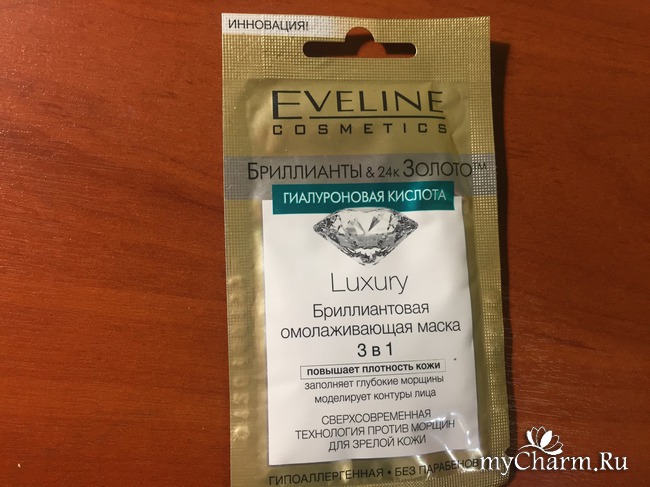 ИННОВАЦИЯ!
EVELINE
COSMETICS
БРИЛЛИАНТЫ & 24К ЗОЛОТО™
ГИАЛУРОНОВАЯ КИСЛОТА
Luxury
Бриллиантовая
омолаживающая маска
3 в 1
повышает плотность кожи
заполняет глубокие морщины
моделирует контуры лица
СВЕРХСОВРЕМЕННАЯ
ТЕХНОЛОГИЯ ПРОТИВ МОРЩИН
ДЛЯ ЗРЕЛОЙ КОЖИ
ГИПОАЛЛЕРГЕННАЯ • БЕЗ ПАРАБЕНОВ
myCharm.Ru